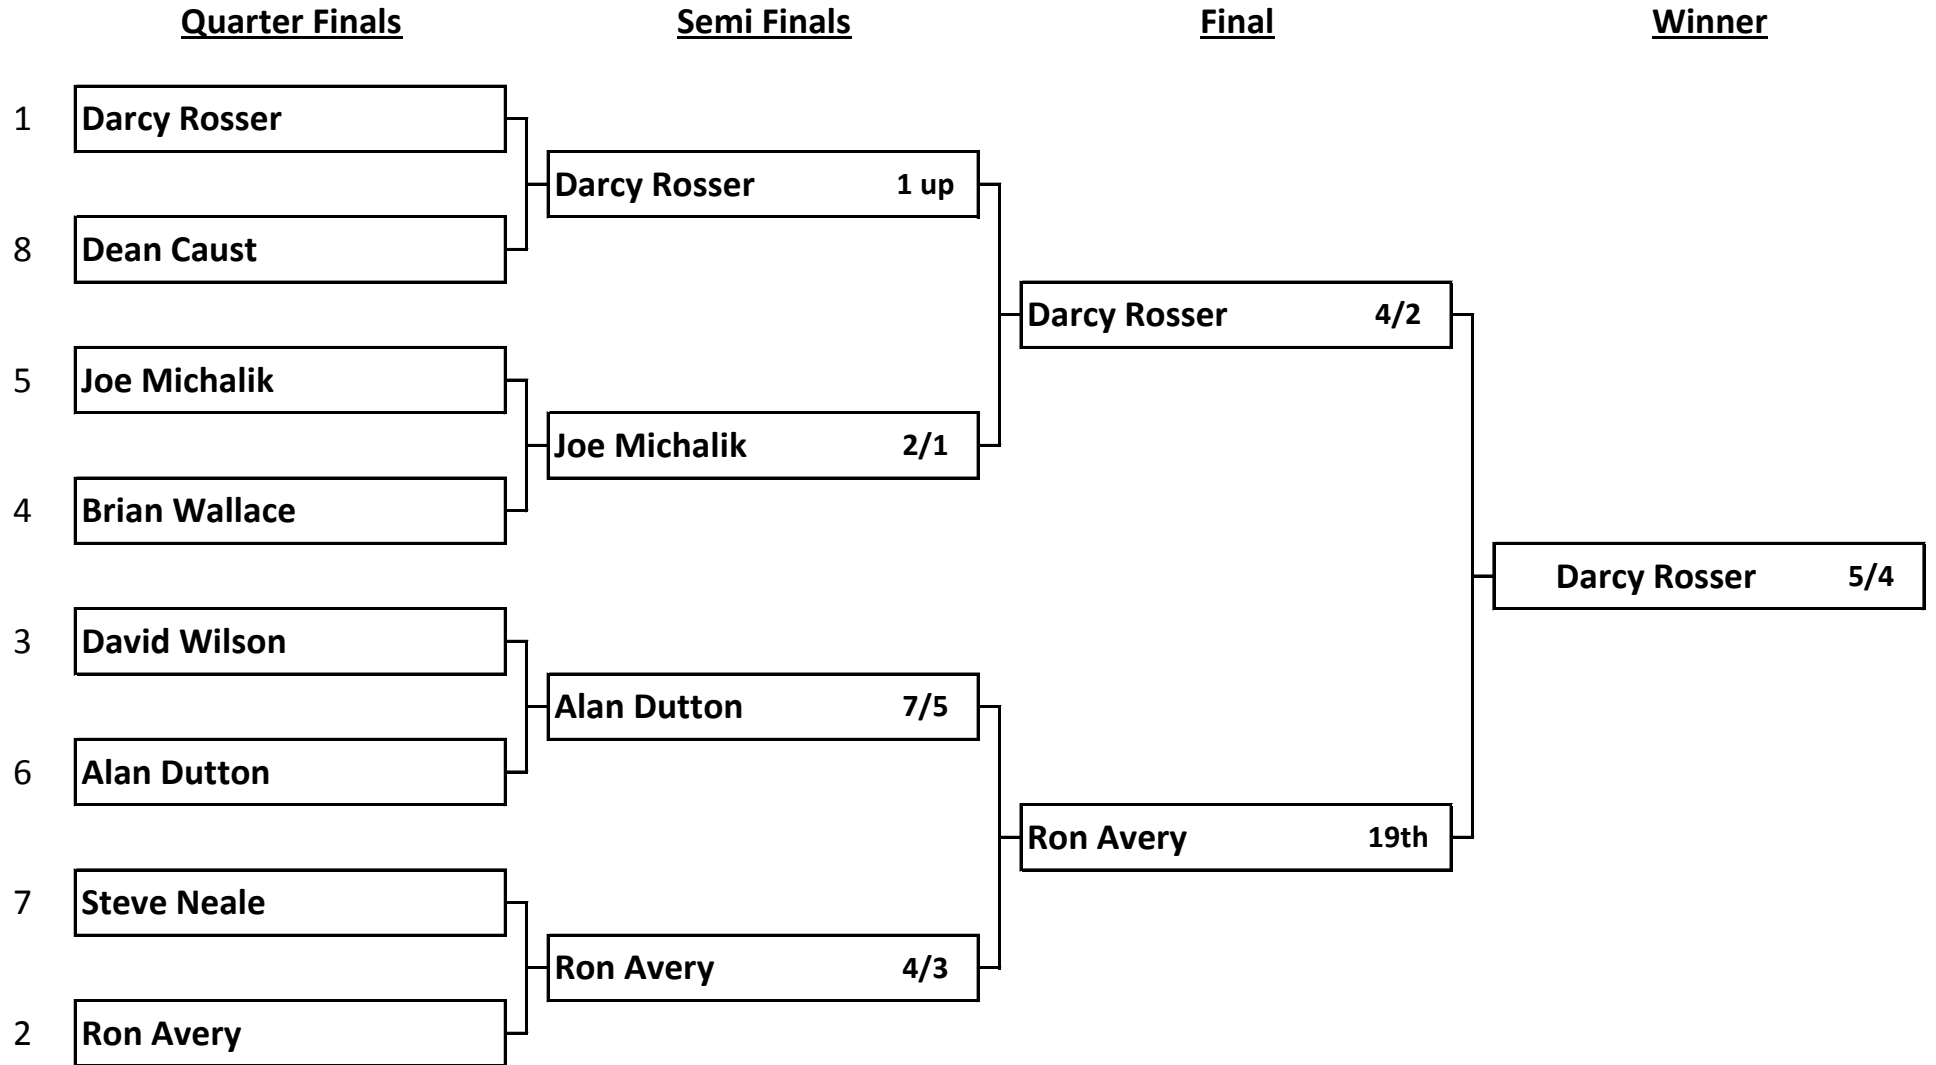 Quarter Finals Semi Finals Final Winner
1 Darcy Rosser
Darcy Rosser 1 up
8 Dean Caust
Darcy Rosser 4/2
5 Joe Michalik
Joe Michalik 2/1
4 Brian Wallace
Darcy Rosser 5/4
3 David Wilson
Alan Dutton 7/5
6 Alan Dutton
Ron Avery 19th
7 Steve Neale
Ron Avery 4/3
2 Ron Avery